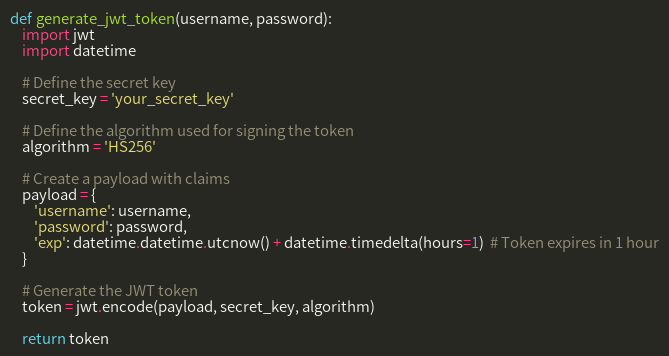 def generate_jwt_token(username, password):
import jwt
import datetime
# Define the secret key
secret_key = 'your_secret_key'
# Define the algorithm used for signing the token
algorithm = 'HS256'
# Create a payload with claims
payload = {
'username': username,
'password': password,
'exp': datetime.datetime.utcnow() + datetime.timedelta(hours=1)  # Token expires in 1 hour
}
# Generate the JWT token
token = jwt.encode(payload, secret_key, algorithm)
return token